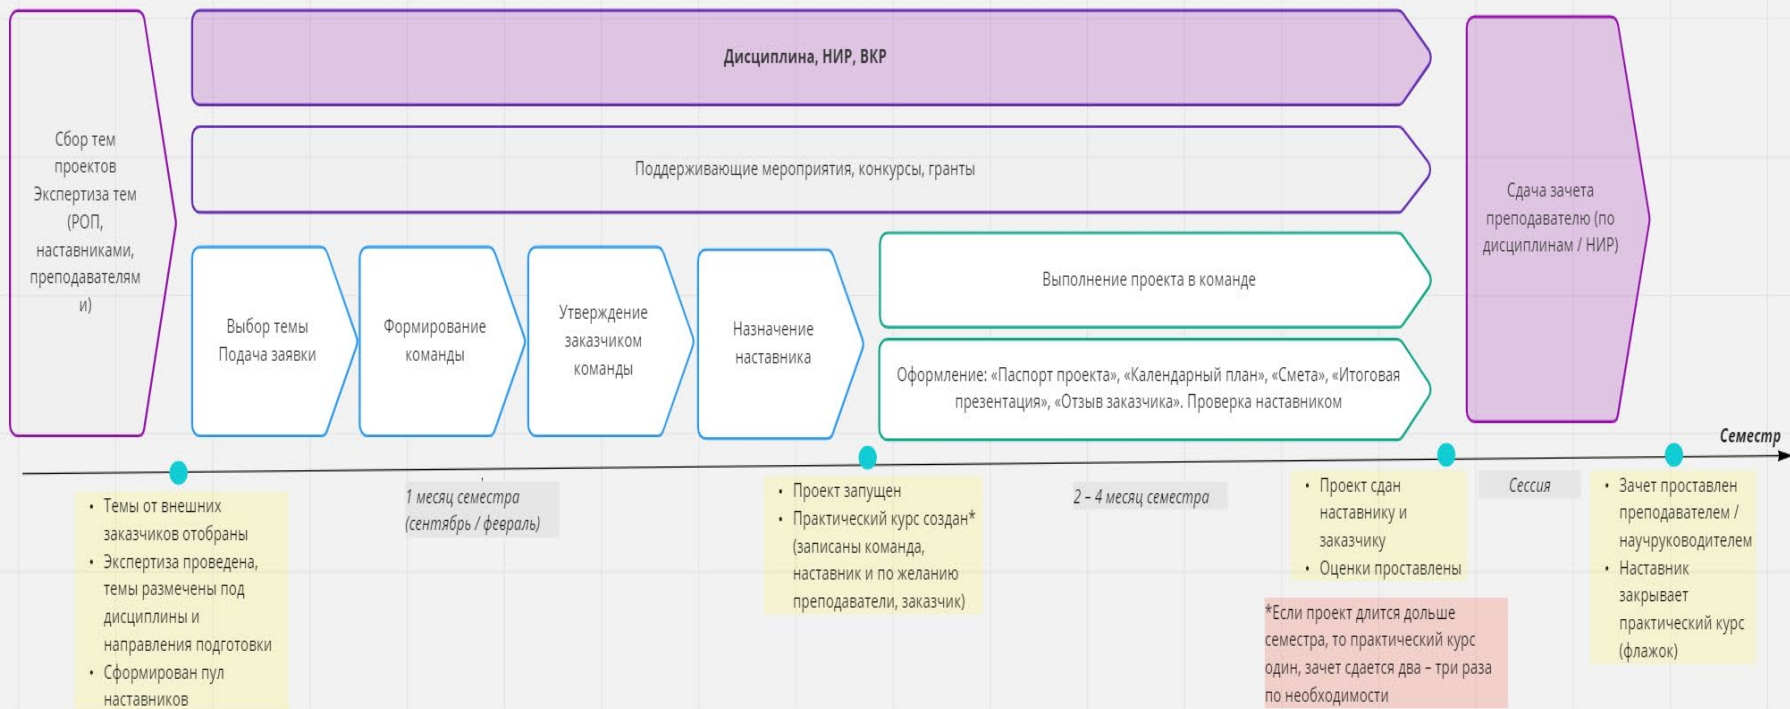 Дисциплина, НИР, ВКР
Сбор тем
проектов
Экспертиза тем
(РОП,
наставниками,
преподавателям
и)
Поддерживающие мероприятия, конкурсы, гранты
Сдача зачета
преподавателю (по
дисциплинам / НИР)
Выбор темы
Подача заявки
Формирование
команды
Утверждение
заказчиком
команды
Назначение
наставника
Выполнение проекта в команде
Оформление: «Паспорт проекта», «Календарный план», «Смета», «Итоговая
презентация», «Отзыв заказчика». Проверка наставником
Семестр
• Темы от внешних
заказчиков отобраны
• Экспертиза проведена,
темы размечены под
дисциплины и
направления подготовки
• Сформирован пул
наставников
1 месяц семестра
(сентябрь / февраль)
• Проект запущен
• Практический курс создан*
(записаны команда,
наставник и по желанию
преподаватели, заказчик)
2 – 4 месяц семестра
• Проект сдан
наставнику и
заказчику
• Оценки проставлены
*Если проект длится дольше
семестра, то практический курс
один, зачет сдается два – три раза
по необходимости
Сессия
• Зачет проставлен
преподавателем /
научруководителем
• Наставник
закрывает
практический курс
(флажок)